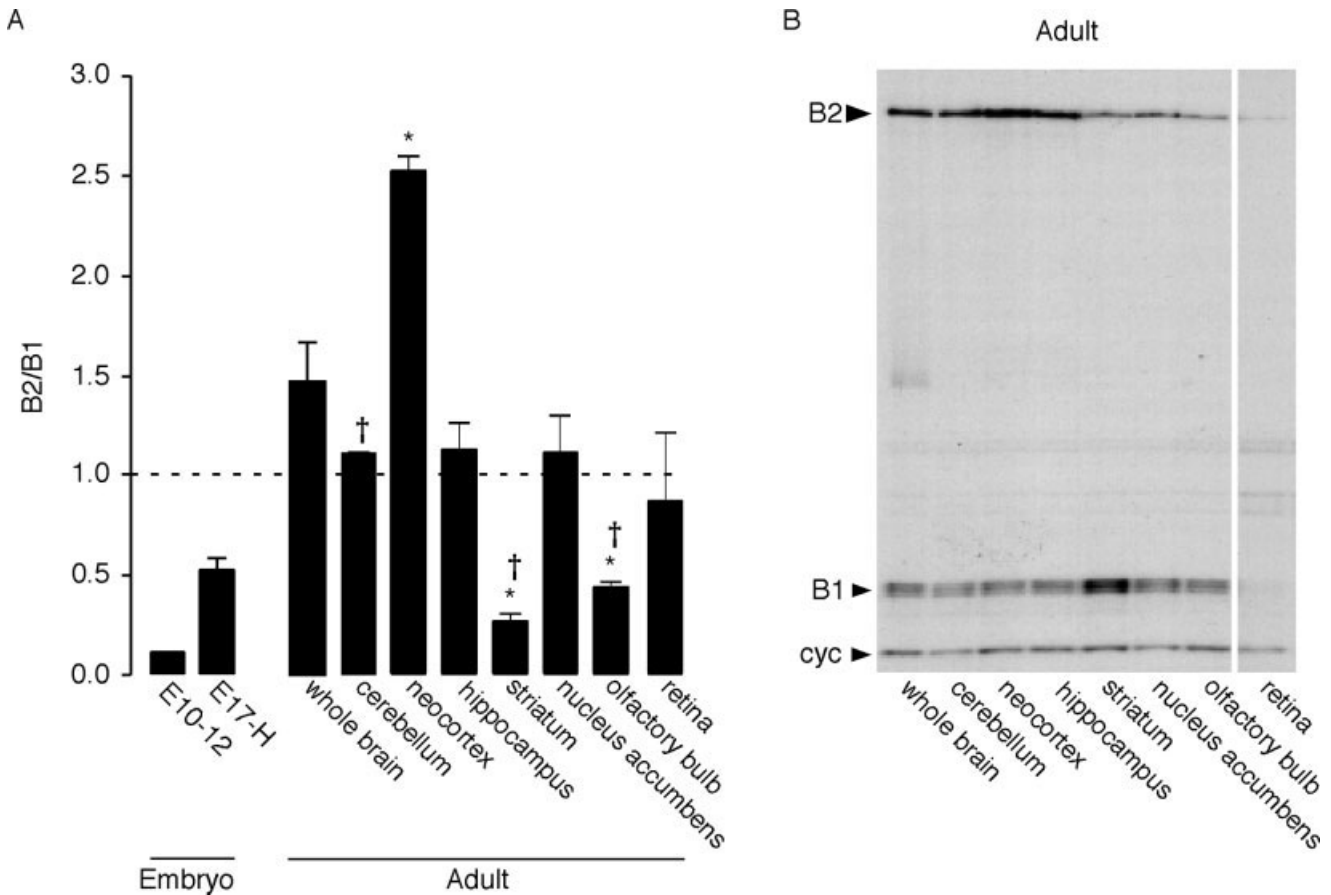 A
3.0
2.5
2.0
1.5
1.0
0.5
0.0
B2/B1
*
†
†
*
†
*
E10-12
E17-H
whole brain
cerebellum
neocortex
hippocampus
striatum
nucleus accumbens
olfactory bulb
retina
Embryo
Adult
B
Adult
B2
B1
cyc
whole brain
cerebellum
neocortex
hippocampus
striatum
nucleus accumbens
olfactory bulb
retina